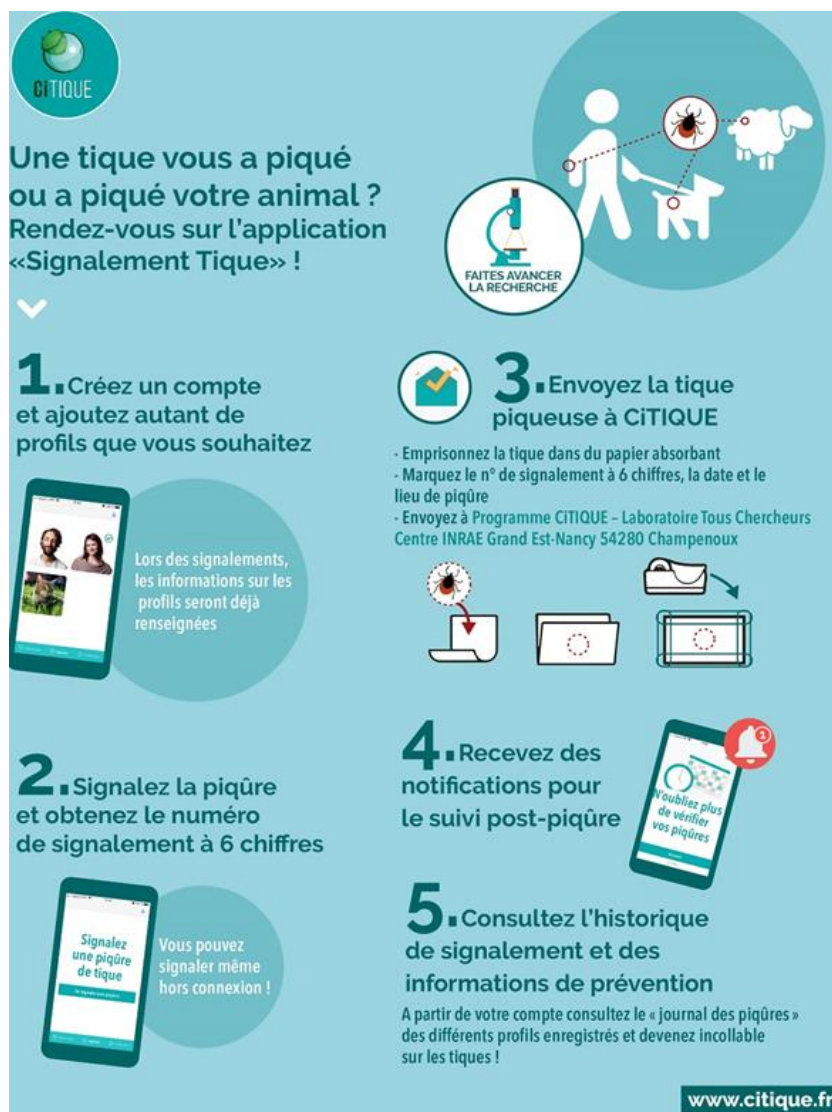 CiTIQUE
Une tique vous a piqué
ou a piqué votre animal ?
Rendez-vous sur l'application
«Signalement Tique» !
FAITES AVANCER
LA RECHERCHE
1. Créez un compte
et ajoutez autant de
profils que vous souhaitez
Lors des signalements,
les informations sur les
profils seront déjà
renseignées
2. Signalez la piqûre
et obtenez le numéro
de signalement à 6 chiffres
Signalez
une piqûre
de tique
Vous pouvez
signaler même
hors connexion !
3. Envoyez la tique
piqueuse à CiTIQUE
- Emprisonnez la tique dans du papier absorbant
- Marquez le n° de signalement à 6 chiffres, la date et le
lieu de piqûre
- Envoyez à Programme CiTIQUE – Laboratoire Tous Chercheurs
Centre INRAE Grand Est-Nancy 54280 Champenoux
4. Recevez des
notifications pour
le suivi post-piqûre
1
N'oubliez plus
de vérifier
vos piqûres
5. Consultez l'historique
de signalement et des
informations de prévention
A partir de votre compte consultez le « journal des piqûres »
des différents profils enregistrés et devenez incollable
sur les tiques !
www.citique.fr